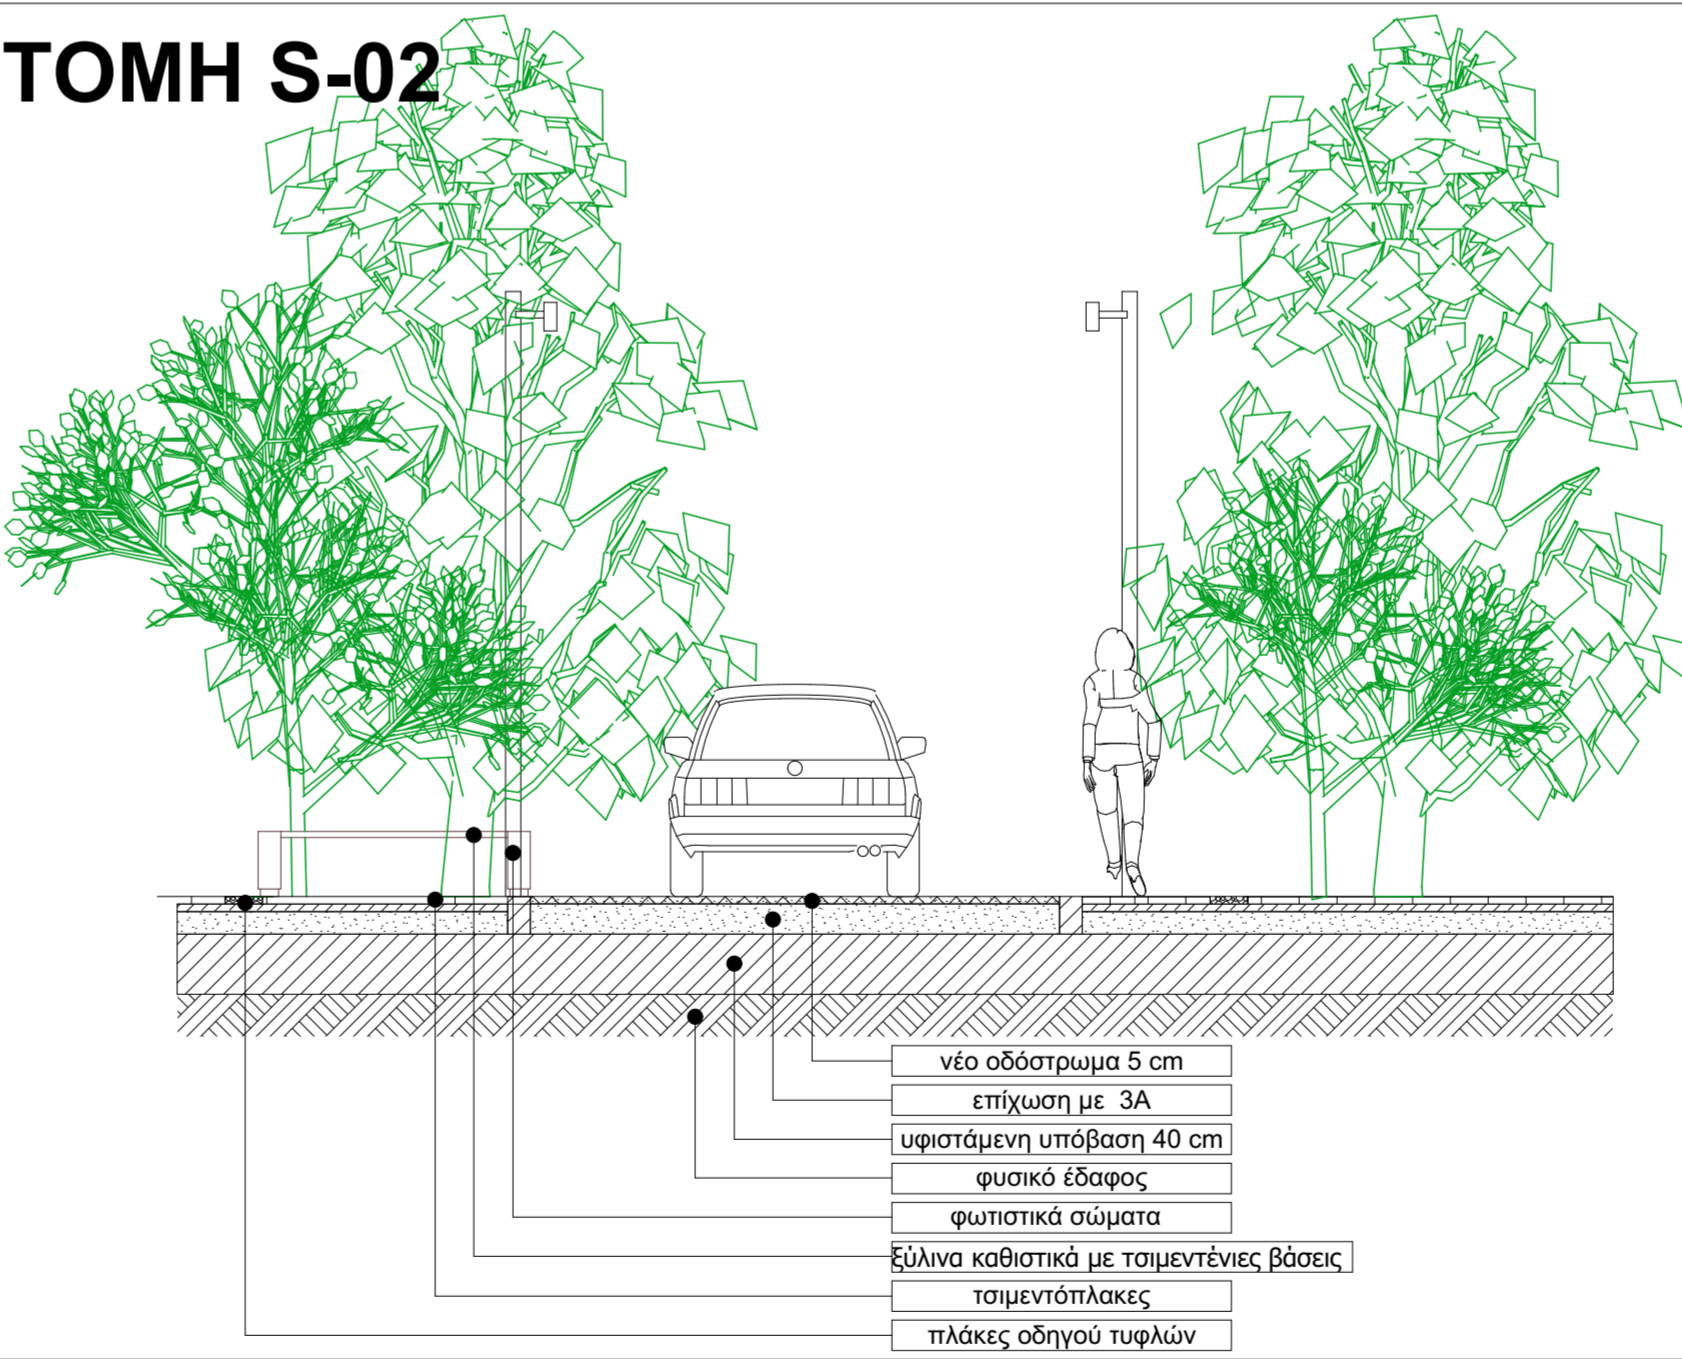 ΤΟΜΗ S-02
νέο οδόστρωμα 5 cm
επίχωση με 3Α
υφιστάμενη υπόβαση 40 cm
φυσικό έδαφος
φωτιστικά σώματα
ξύλινα καθιστικά με τσιμεντένιες βάσεις
τσιμεντόπλακες
πλάκες οδηγού τυφλών